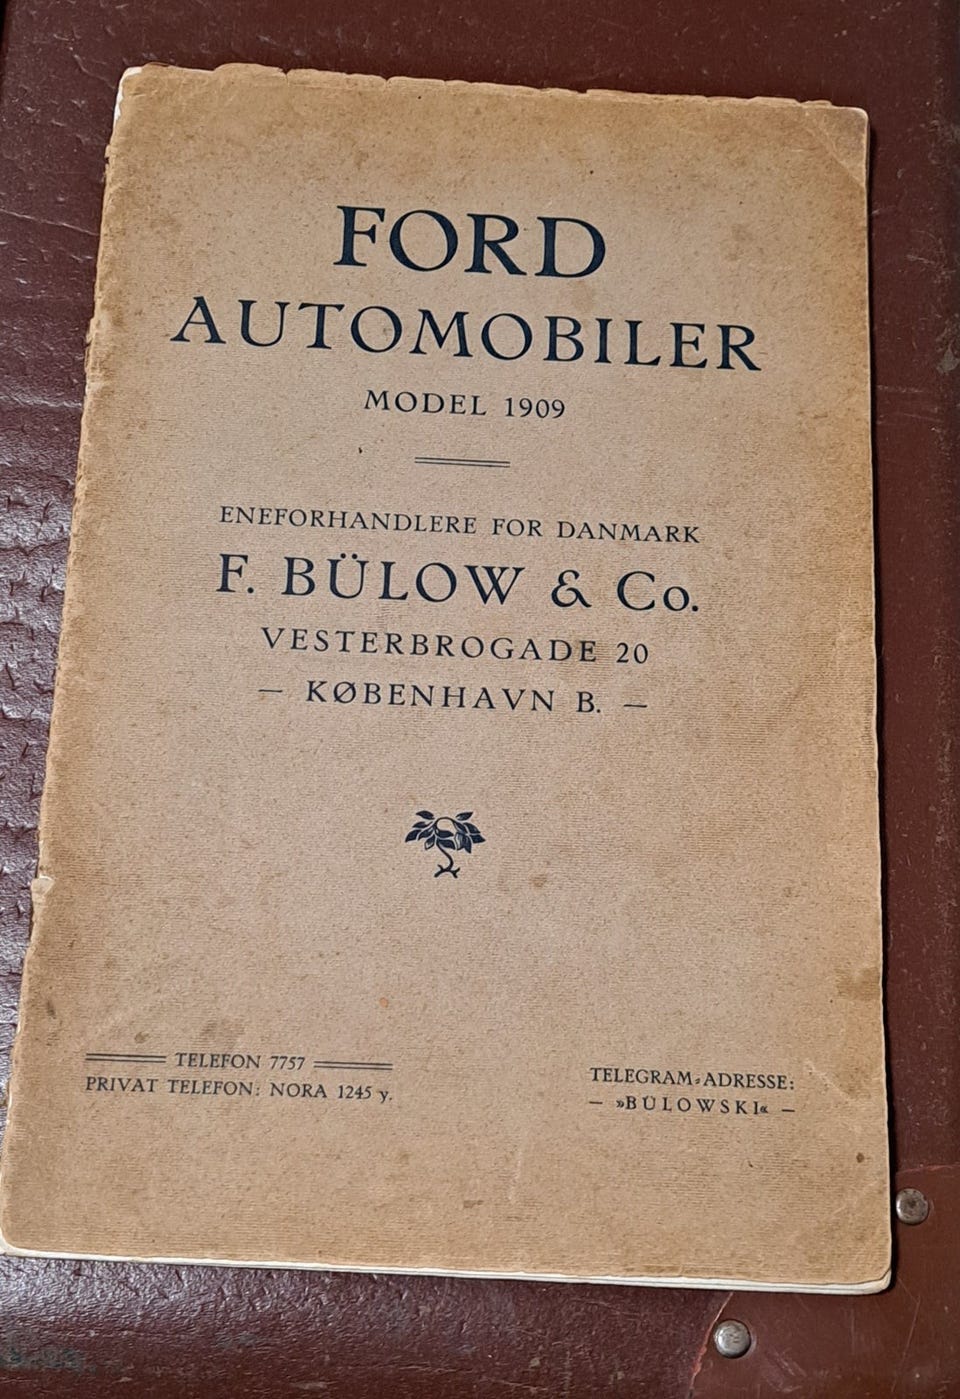 FORD
AUTOMOBILER
MODEL 1909
ENEFORHANDLERE FOR DANMARK
F. BÜLOW & Co.
VESTERBROGADE 20
— KØBENHAVN B. —
TELEFON 7757
PRIVAT TELEFON: NORA 1245 y.
TELEGRAM-ADRESSE:
— »BÜLOWSKI« —